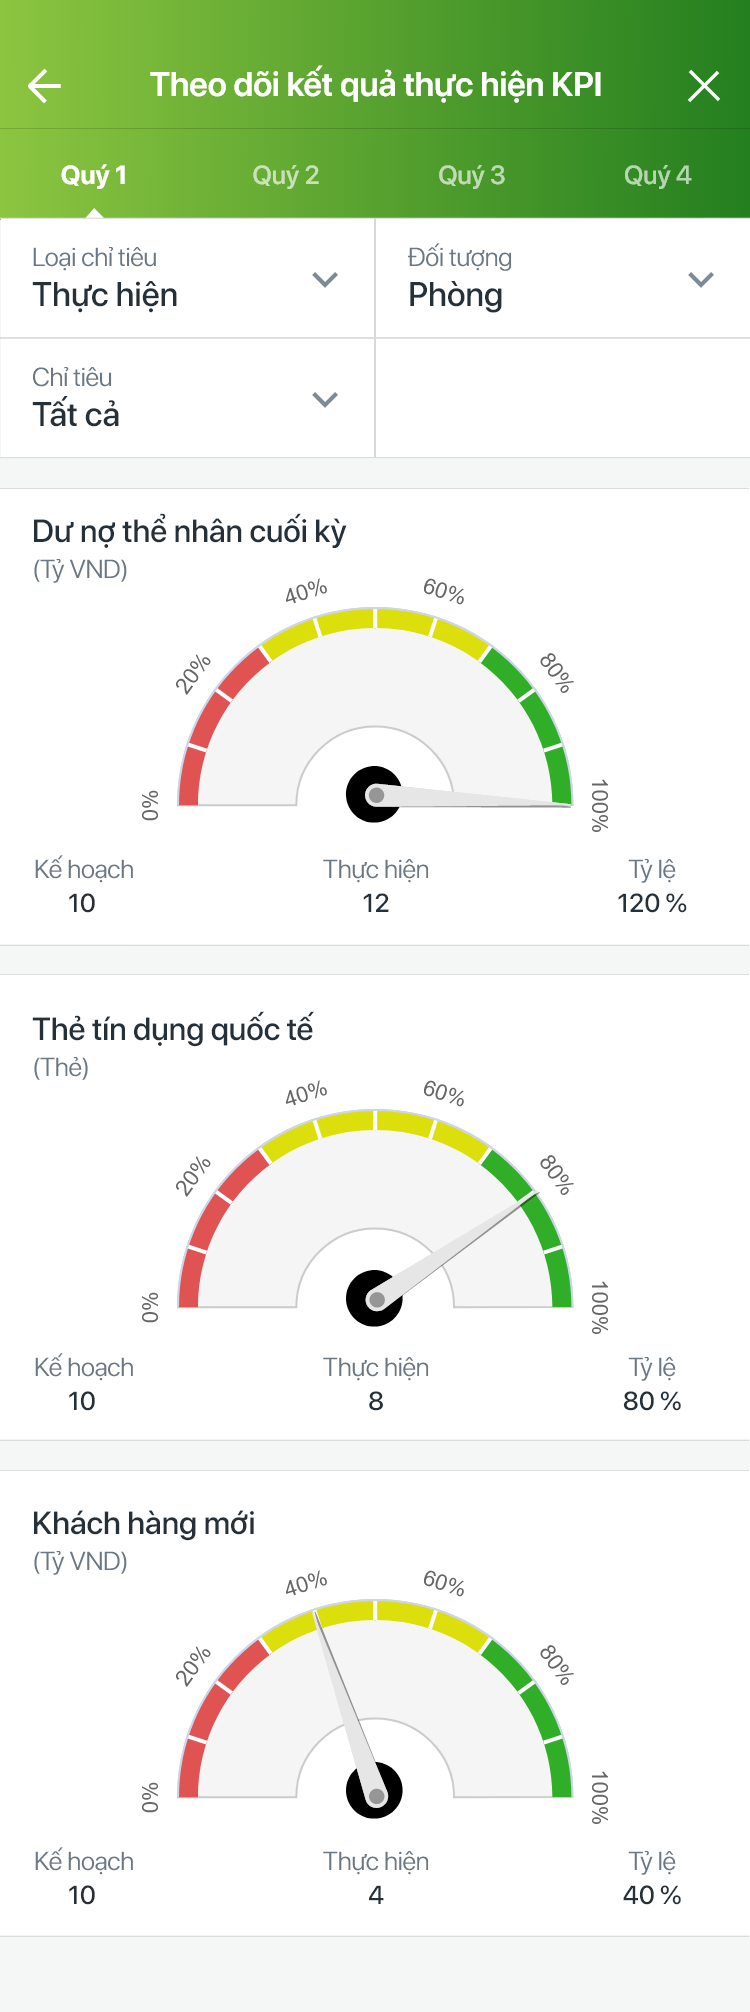 Theo dõi kết quả thực hiện KPI
Quý 1 Quý 2 Quý 3 Quý 4
Loại chỉ tiêu
Thực hiện
Đối tượng
Phòng
Chỉ tiêu
Tất cả
Dư nợ thể nhân cuối kỳ
(Tỷ VND)
0%
20%
40%
60%
80%
100%
Kế hoạch Thực hiện Tỷ lệ
10 12 120 %
Thẻ tín dụng quốc tế
(Thẻ)
0%
20%
40%
60%
80%
100%
Kế hoạch Thực hiện Tỷ lệ
10 8 80 %
Khách hàng mới
(Tỷ VND)
0%
20%
40%
60%
80%
100%
Kế hoạch Thực hiện Tỷ lệ
10 4 40 %